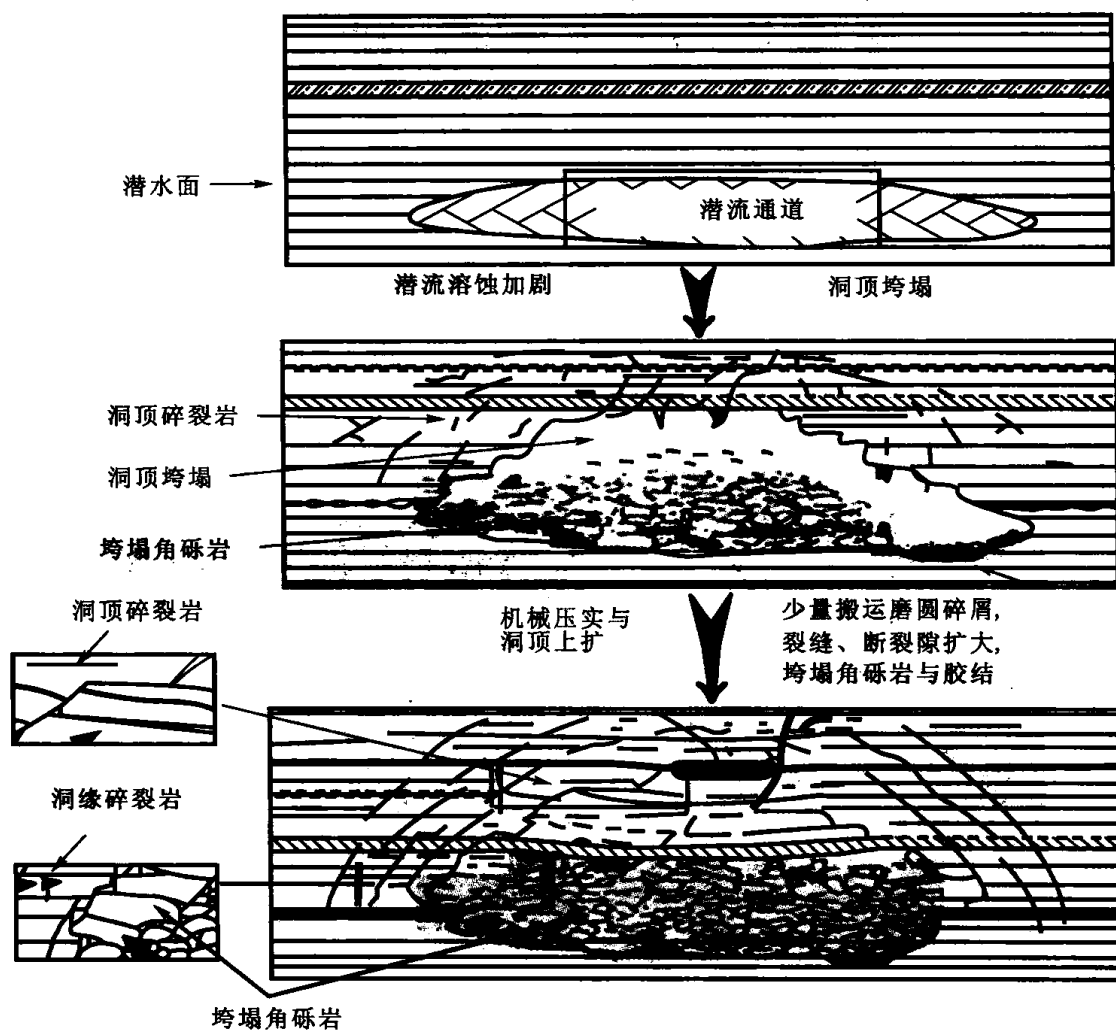 潜水面
潜流通道
潜流溶蚀加剧
洞顶垮塌
洞顶碎裂岩
洞顶垮塌
垮塌角砾岩
机械压实与
洞顶上扩
少量搬运磨圆碎屑,
裂缝、断裂隙扩大,
垮塌角砾岩与胶结
洞顶碎裂岩
洞缘碎裂岩
垮塌角砾岩